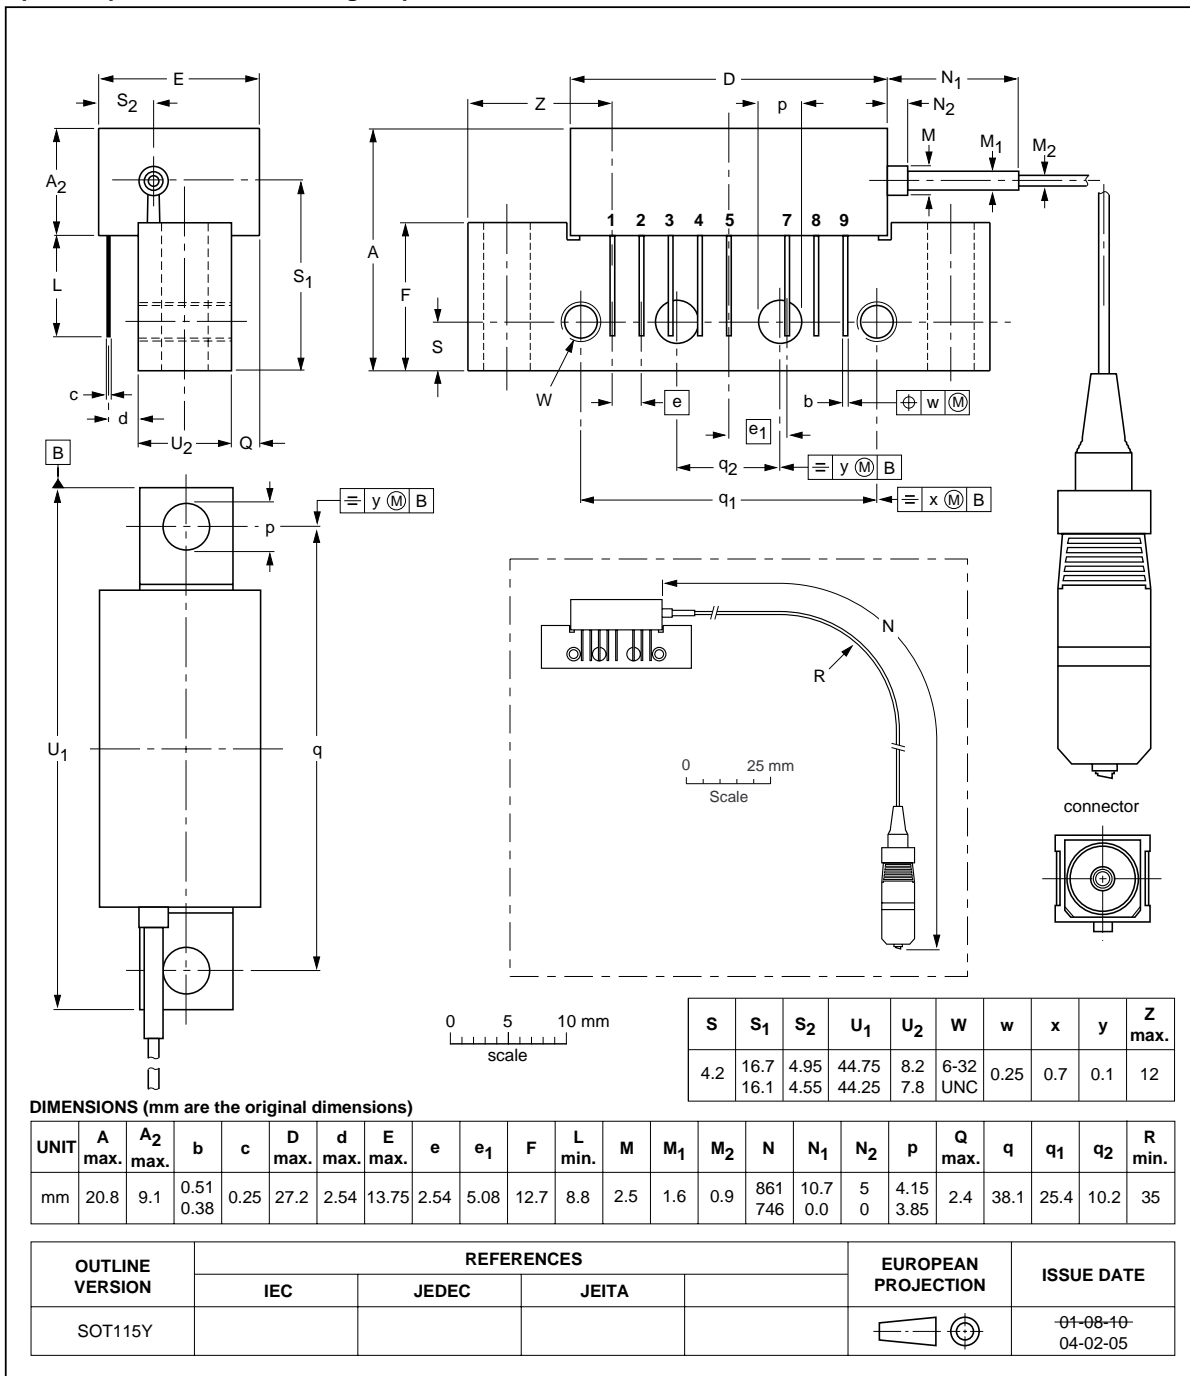 E
S2
A2
L
S1
c
d
U2
Q
D
N1
Z
p
N2
M
M1
M2
A
F
S
1 2 3 4 5 7 8 9
W
e
b
w M
e1
q2
y M B
q1
x M B
B
y M B
p
U1
q
N
R
0 25 mm
Scale
connector
0 5 10 mm
scale
S S1 S2 U1 U2 W w x y Z max.
4.2 16.7 16.1 4.95 4.55 44.75 44.25 8.2 7.8 6-32 UNC 0.25 0.7 0.1 12
DIMENSIONS (mm are the original dimensions)
UNIT A max. A2 max. b c D max. d max. E max. e e1 F L min. M M1 M2 N N1 N2 p Q max. q q1 q2 R min.
mm 20.8 9.1 0.51 0.38 0.25 27.2 2.54 13.75 2.54 5.08 12.7 8.8 2.5 1.6 0.9 861 746 10.7 0.0 5 0 4.15 3.85 2.4 38.1 25.4 10.2 35
OUTLINE VERSION
REFERENCES
EUROPEAN PROJECTION
ISSUE DATE
IEC JEDEC JEITA
SOT115Y
01-08-10
04-02-05